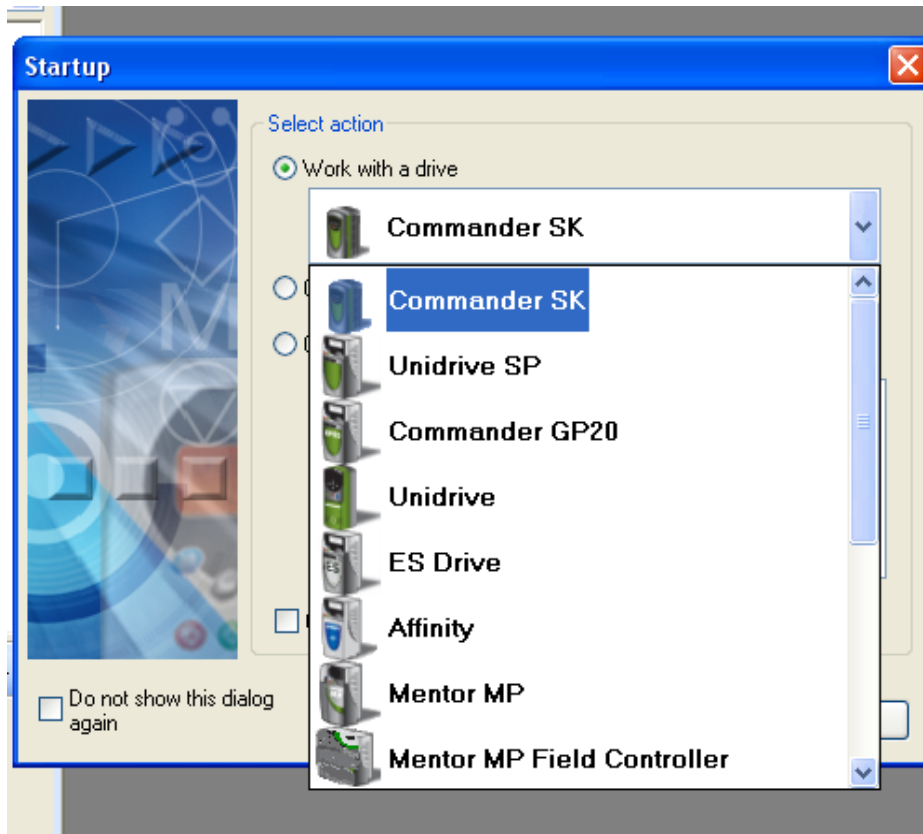 Startup
Select action
Work with a drive
Commander SK
Commander SK
Unidrive SP
Commander GP20
Unidrive
ES Drive
Affinity
Mentor MP
Mentor MP Field Controller
Do not show this dialog
again